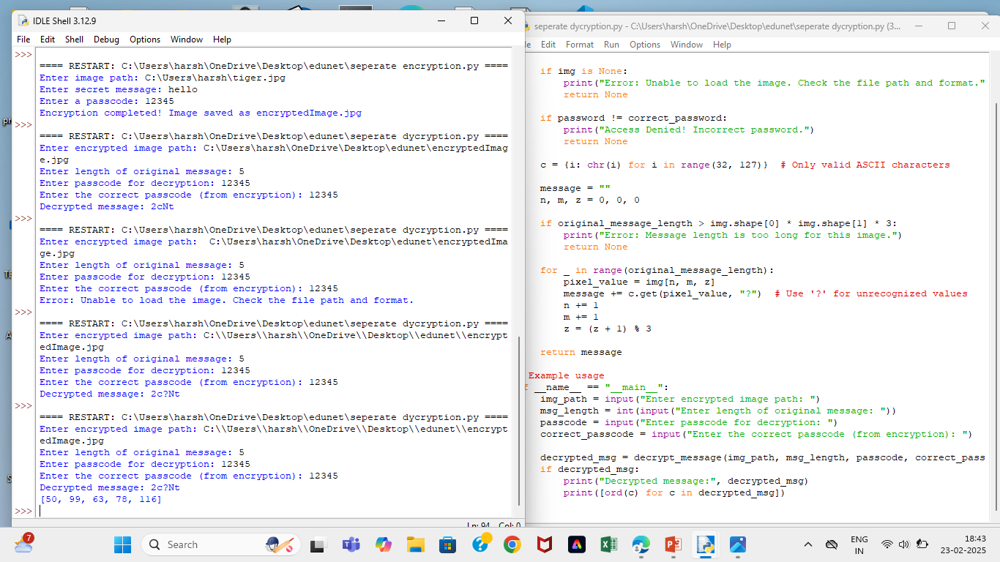 IDLE Shell 3.12.9
File Edit Shell Debug Options Window Help
>>>
==== RESTART: C:\Users\harsh\OneDrive\Desktop\edunet\seperate encryption.py ====
Enter image path: C:\Users\harsh\tiger.jpg
Enter secret message: hello
Enter a passcode: 12345
Encryption completed! Image saved as encryptedImage.jpg
>>>
==== RESTART: C:\Users\harsh\OneDrive\Desktop\edunet\seperate dycryption.py ====
Enter encrypted image path: C:\Users\harsh\OneDrive\Desktop\edunet\encryptedImag
e.jpg
Enter length of original message: 5
Enter passcode for decryption: 12345
Enter the correct passcode (from encryption): 12345
Decrypted message: 2cNt
>>>
==== RESTART: C:\Users\harsh\OneDrive\Desktop\edunet\seperate dycryption.py ====
Enter encrypted image path:  C:\Users\harsh\OneDrive\Desktop\edunet\encryptedIma
ge.jpg
Enter length of original message: 5
Enter passcode for decryption: 12345
Enter the correct passcode (from encryption): 12345
Error: Unable to load the image. Check the file path and format.
>>>
==== RESTART: C:\Users\harsh\OneDrive\Desktop\edunet\seperate dycryption.py ====
Enter encrypted image path: C:\\Users\\harsh\\OneDrive\\Desktop\\edunet\\encrypt
edImage.jpg
Enter length of original message: 5
Enter passcode for decryption: 12345
Enter the correct passcode (from encryption): 12345
Decrypted message: 2c?Nt
>>>
==== RESTART: C:\Users\harsh\OneDrive\Desktop\edunet\seperate dycryption.py ====
Enter encrypted image path: C:\\Users\\harsh\\OneDrive\\Desktop\\edunet\\encrypt
edImage.jpg
Enter length of original message: 5
Enter passcode for decryption: 12345
Enter the correct passcode (from encryption): 12345
Decrypted message: 2c?Nt
[50, 99, 63, 78, 116]
>>>
Ln: 94 Col: 0
seperate dycryption.py - C:\Users\harsh\OneDrive\Desktop\edunet\seperate dycryption.py (3...
Edit Format Run Options Window Help
if img is None:
print("Error: Unable to load the image. Check the file path and format."
return None
if password != correct_password:
print("Access Denied! Incorrect password.")
return None
c = {i: chr(i) for i in range(32, 127)}  # Only valid ASCII characters
message = ""
n, m, z = 0, 0, 0
if original_message_length > img.shape[0] * img.shape[1] * 3:
print("Error: Message length is too long for this image.")
return None
for _ in range(original_message_length):
pixel_value = img[n, m, z]
message += c.get(pixel_value, "?")  # Use '?' for unrecognized values
n += 1
m += 1
z = (z + 1) % 3
return message
Example usage
__name__ == "__main__":
img_path = input("Enter encrypted image path: ")
msg_length = int(input("Enter length of original message: "))
passcode = input("Enter passcode for decryption: ")
correct_passcode = input("Enter the correct passcode (from encryption): ")
decrypted_msg = decrypt_message(img_path, msg_length, passcode, correct_pass
if decrypted_msg:
print("Decrypted message:", decrypted_msg)
print([ord(c) for c in decrypted_msg])
7
Search
ENG
IN
18:43
23-02-2025